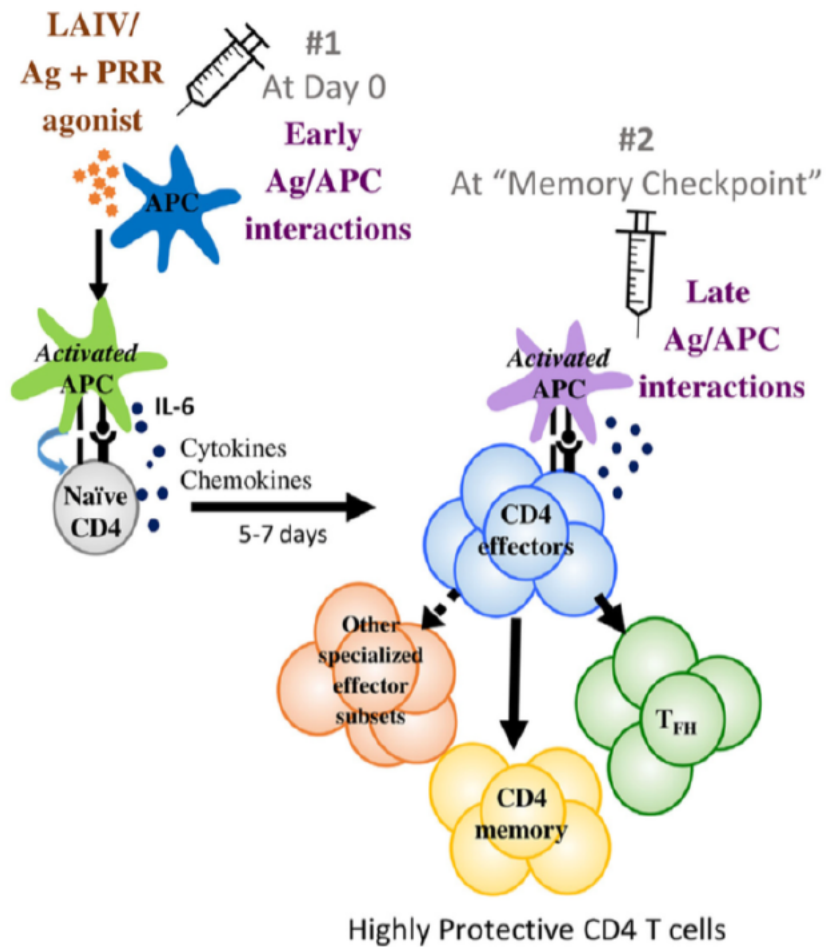 LAIV/
Ag + PRR
agonist
#1
At Day 0
Early
Ag/APC
interactions
APC
#2
At “Memory Checkpoint”
Late
Ag/APC
interactions
Activated
APC
IL-6
Cytokines
Chemokines
Naïve
CD4
5-7 days
Activated
APC
CD4
effectors
Other
specialized
effector
subsets
TFH
CD4
memory
Highly Protective CD4 T cells